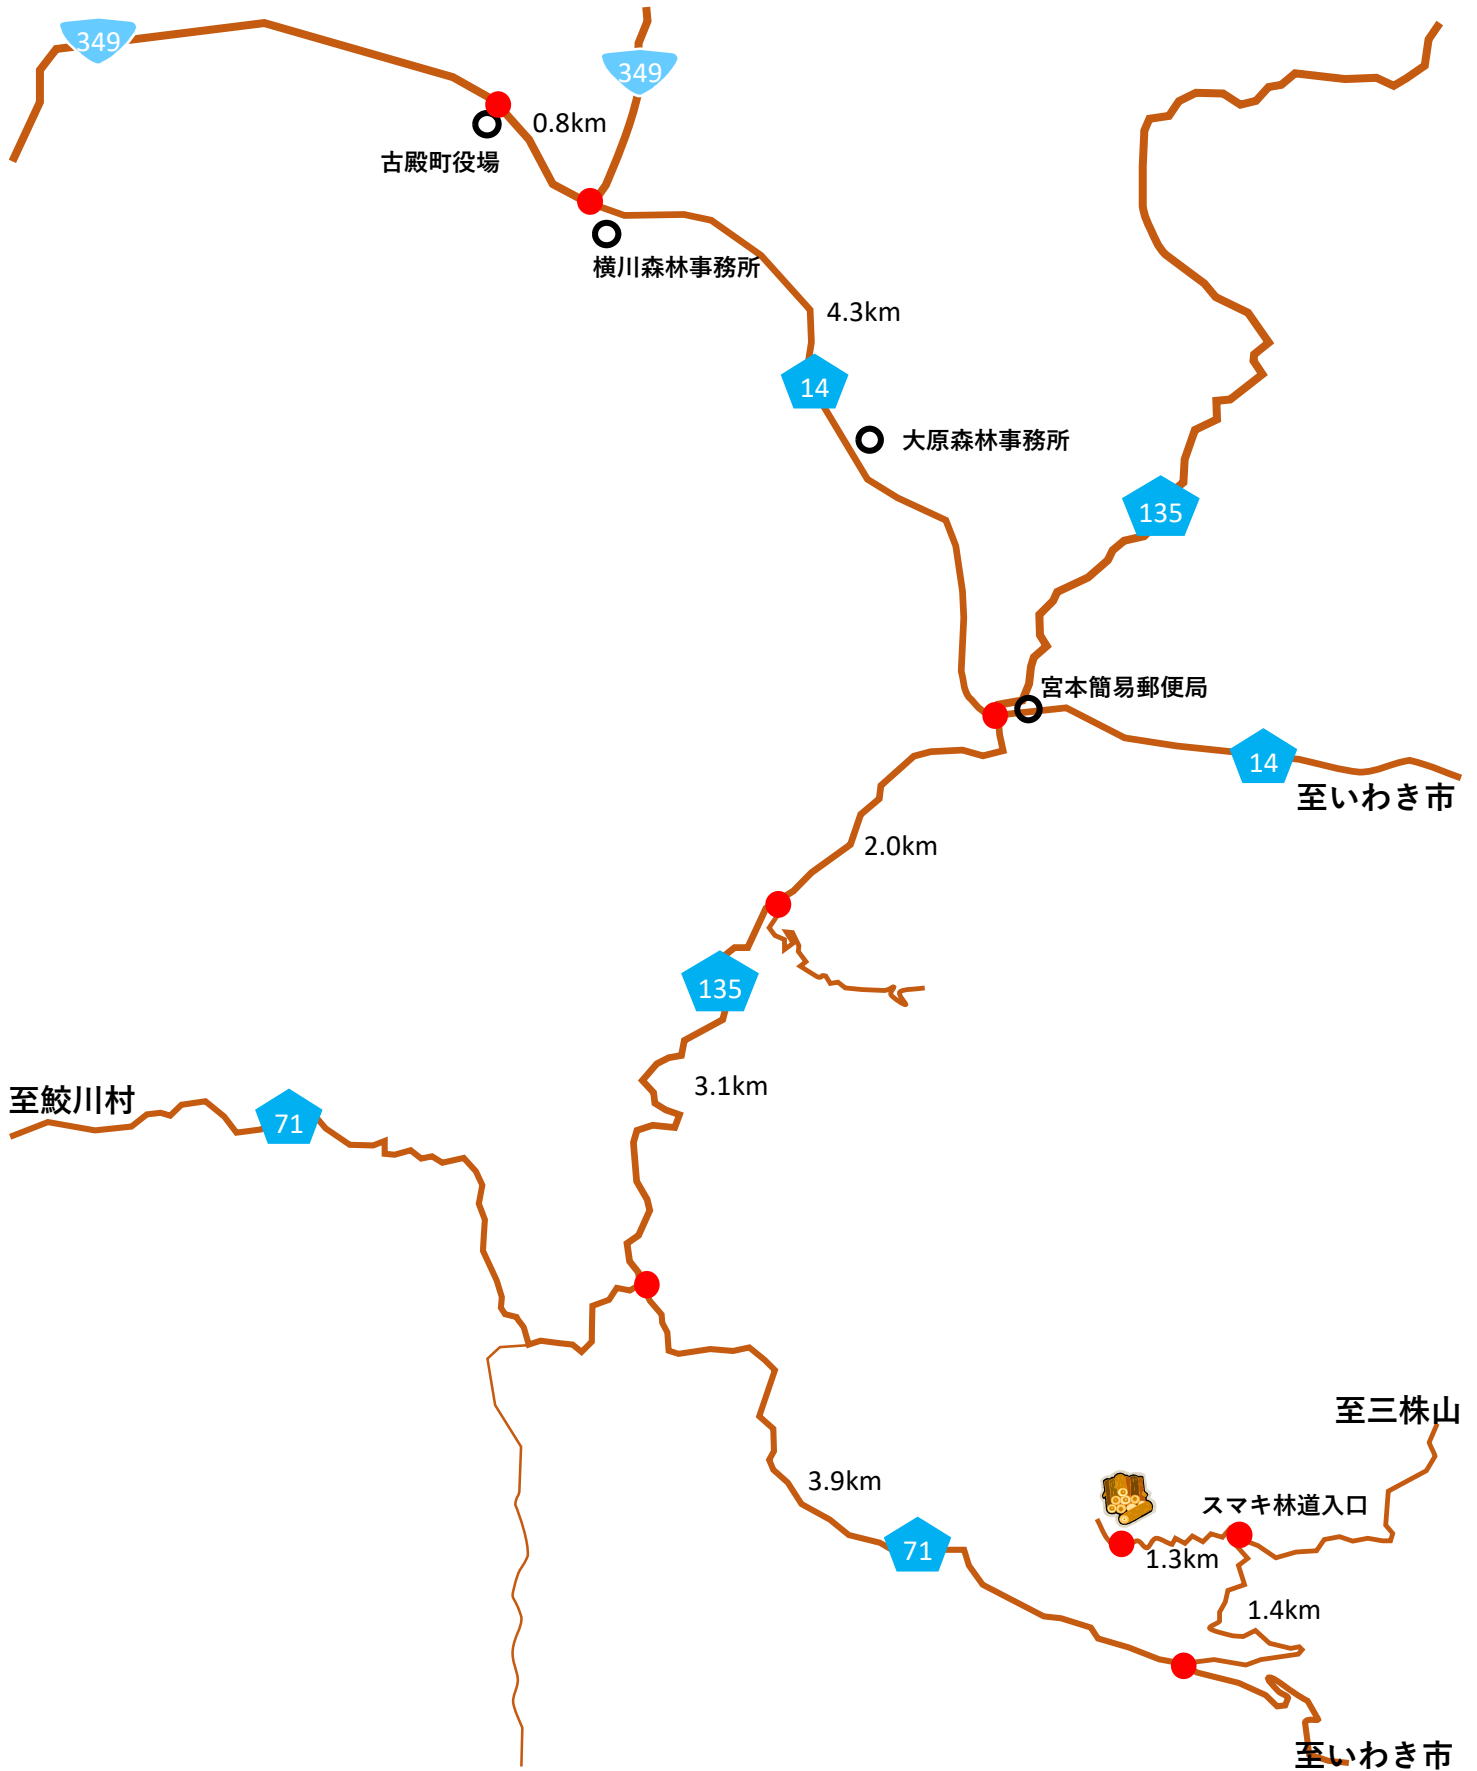 349
349
0.8km
古殿町役場
横川森林事務所
4.3km
14
大原森林事務所
135
宮本簡易郵便局
14
至いわき市
2.0km
135
3.1km
至鮫川村
71
至三株山
3.9km
スマキ林道入口
71
1.3km
1.4km
至いわき市